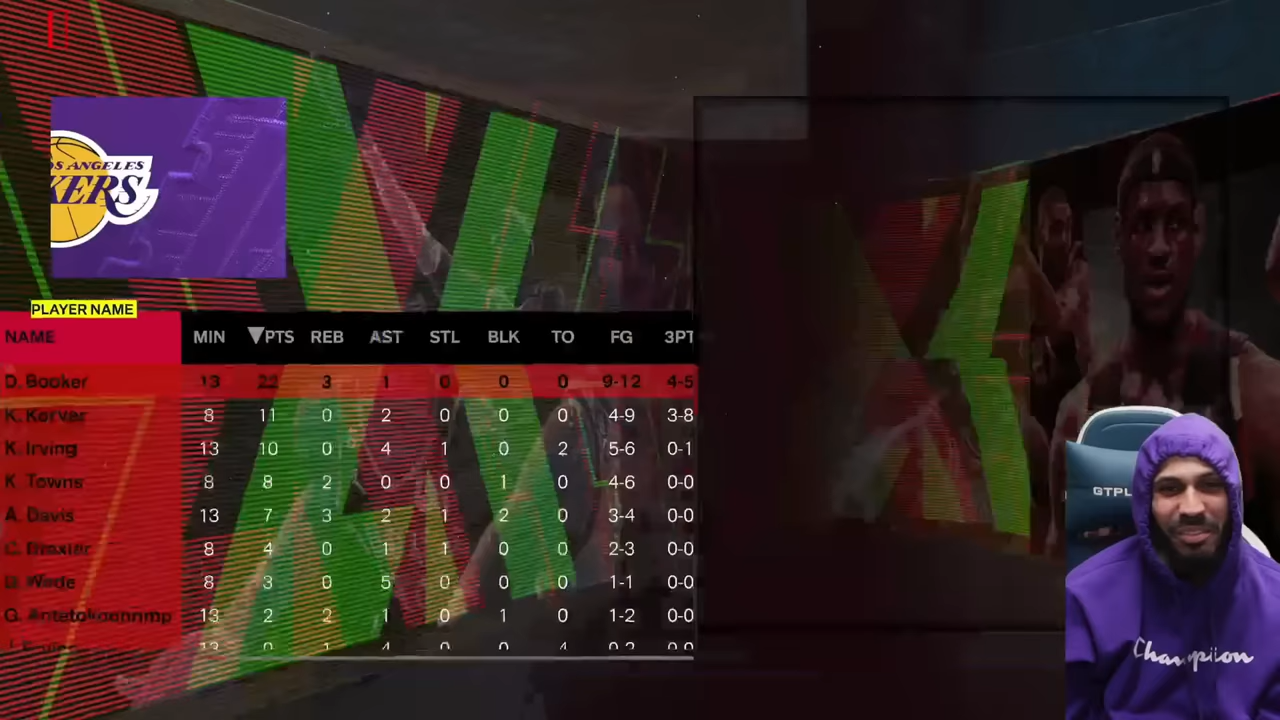 OS ANGELES
KERS
PLAYER NAME
NAME MIN ▼PTS REB AST STL BLK TO FG 3PT
D. Booker 13 22 3 1 0 0 0 9-12 4-5
K. Korver 8 11 0 2 0 0 0 4-9 3-8
K. Irving 13 10 0 4 1 0 2 5-6 0-1
K. Towns 8 8 2 0 0 1 0 4-6 0-0
A. Davis 13 7 3 2 1 2 0 3-4 0-0
C. Drexler 8 4 0 1 1 0 0 2-3 0-0
D. Wade 8 3 0 5 0 0 0 1-1 0-0
G. Antetokounnmp 13 2 2 1 0 1 0 1-2 0-0
GTPL
Champion